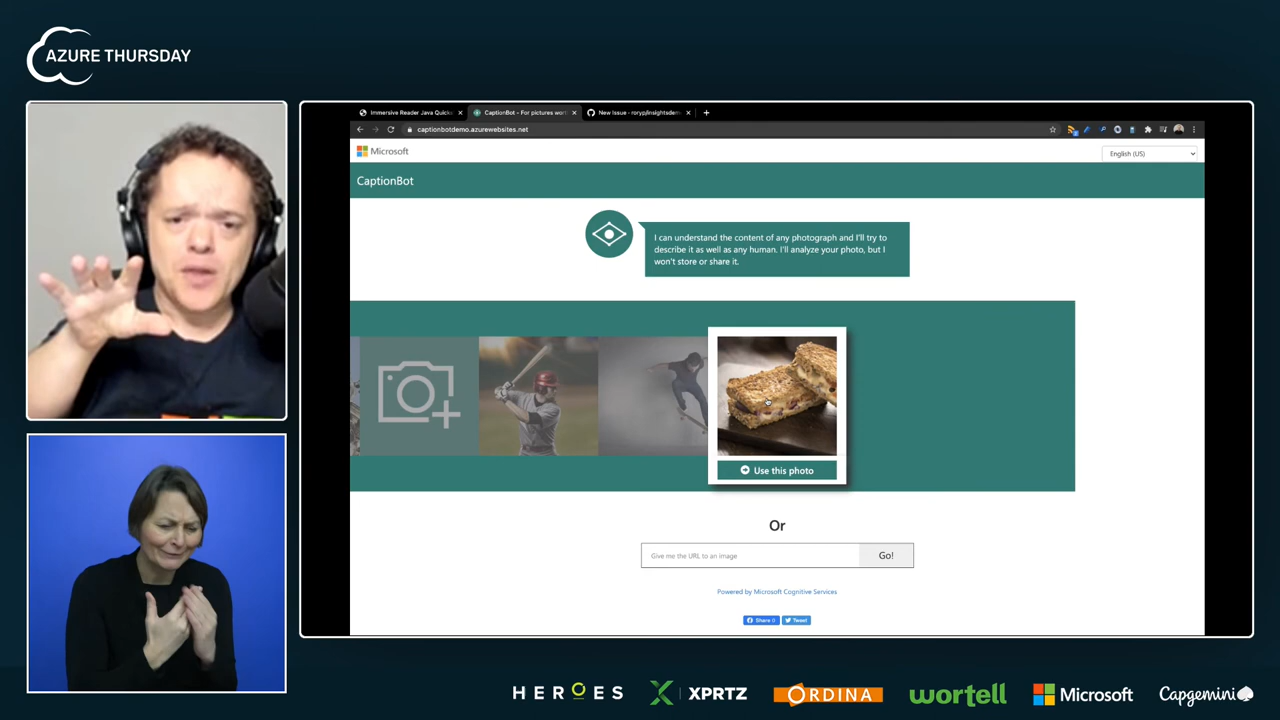 AZURE THURSDAY
Immersive Reader Java Quick
CaptionBot - For pictures wor
New Issue - roryp/insightsdem
captionbotdemo.azurewebsites.net
Microsoft
English (US)
CaptionBot
I can understand the content of any photograph and I'll try to
describe it as well as any human. I'll analyze your photo, but I
won't store or share it.
Use this photo
Or
Give me the URL to an image
Go!
Powered by Microsoft Cognitive Services
Share 0
Tweet
HEROES
XPRTZ
ORDINA
wortell
Microsoft
Capgemini